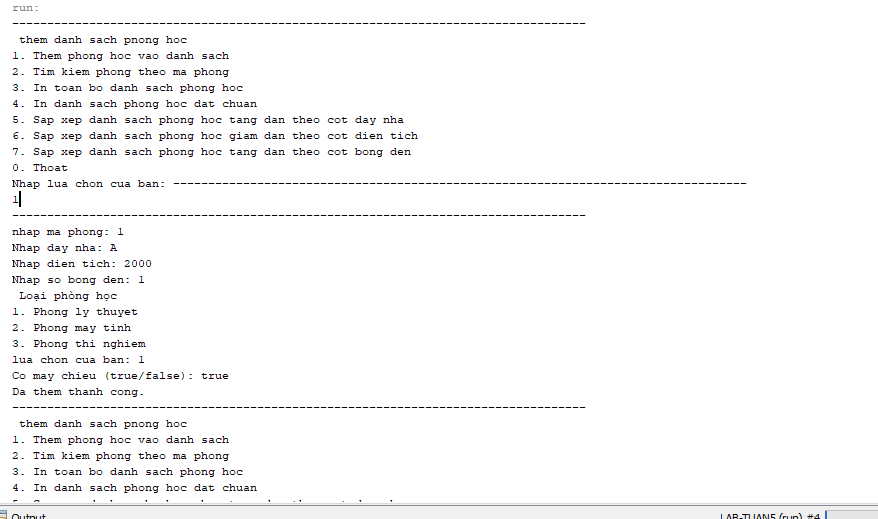 run:
----------------------------------------------------------------------------------
them danh sach pnong hoc
1. Them phong hoc vao danh sach
2. Tim kiem phong theo ma phong
3. In toan bo danh sach phong hoc
4. In danh sach phong hoc dat chuan
5. Sap xep danh sach phong hoc tang dan theo cot day nha
6. Sap xep danh sach phong hoc giam dan theo cot dien tich
7. Sap xep danh sach phong hoc tang dan theo cot bong den
0. Thoat
Nhap lua chon cua ban: ----------------------------------------------------------------------------------
1
----------------------------------------------------------------------------------
nhap ma phong: 1
Nhap day nha: A
Nhap dien tich: 2000
Nhap so bong den: 1
Loại phòng học
1. Phong ly thuyet
2. Phong may tinh
3. Phong thi nghiem
lua chon cua ban: 1
Co may chieu (true/false): true
Da them thanh cong.
----------------------------------------------------------------------------------
them danh sach pnong hoc
1. Them phong hoc vao danh sach
2. Tim kiem phong theo ma phong
3. In toan bo danh sach phong hoc
4. In danh sach phong hoc dat chuan
Output
LAB-TUAN5 (run) #4